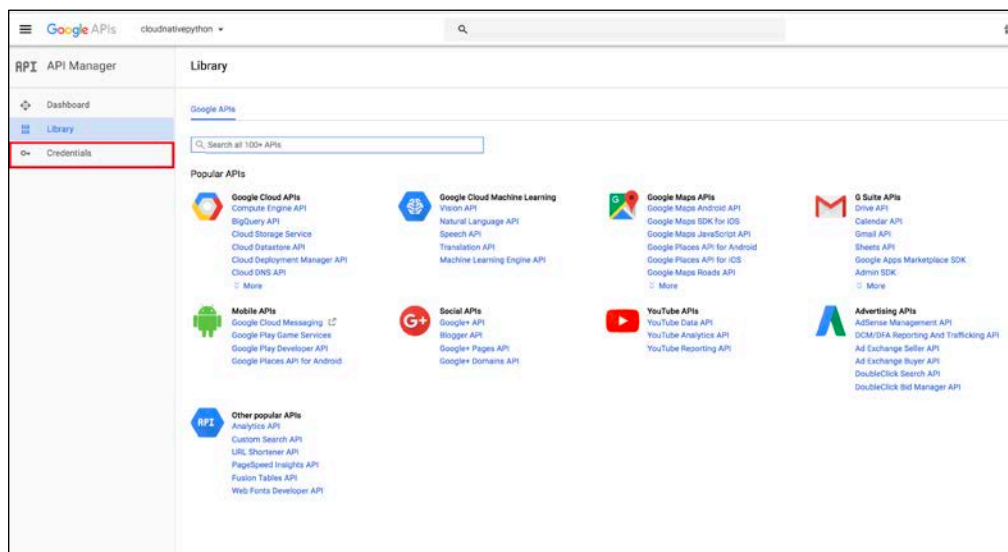 Google APIs cloudnativepython
API API Manager
Library
Dashboard
Library
Credentials
Google APIs
Search all 100+ APIs
Popular APIs
Google Cloud APIs
Compute Engine API
BigQuery API
Cloud Storage Service
Cloud Datastore API
Cloud Deployment Manager API
Cloud DNS API
More
Google Cloud Machine Learning
Vision API
Natural Language API
Speech API
Translation API
Machine Learning Engine API
G
Google Maps APIs
Google Maps Android API
Google Maps SDK for iOS
Google Maps JavaScript API
Google Places API for Android
Google Places API for iOS
Google Maps Roads API
More
G Suite APIs
Drive API
Calendar API
Gmail API
Sheets API
Google Apps Marketplace SDK
Admin SDK
More
Mobile APIs
Google Cloud Messaging
Google Play Game Services
Google Play Developer API
Google Places API for Android
G+
Social APIs
Google+ API
Blogger API
Google+ Pages API
Google+ Domains API
YouTube APIs
YouTube Data API
YouTube Analytics API
YouTube Reporting API
Advertising APIs
AdSense Management API
DCM/DFA Reporting And Trafficking API
Ad Exchange Seller API
Ad Exchange Buyer API
DoubleClick Search API
DoubleClick Bid Manager API
API
Other popular APIs
Analytics API
Custom Search API
URL Shortener API
PageSpeed Insights API
Fusion Tables API
Web Fonts Developer API